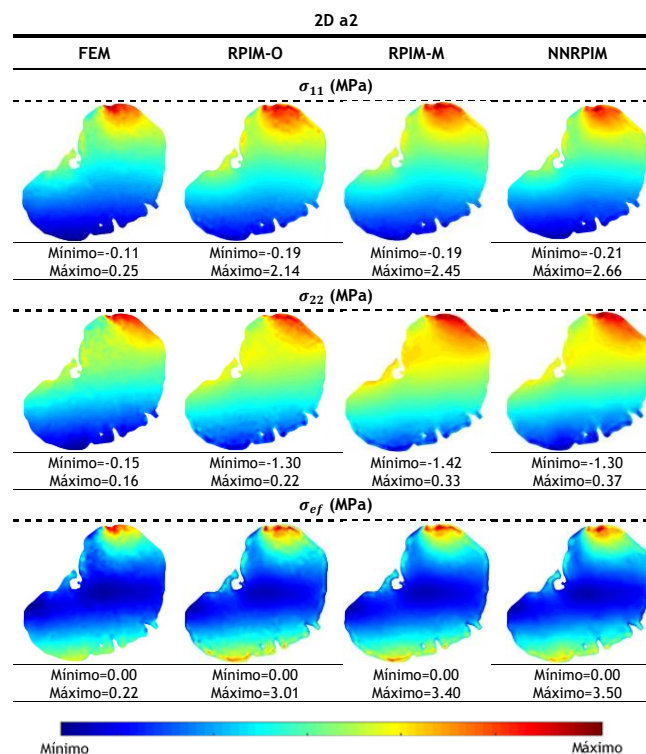 2D a2
FEM RPIM-O RPIM-M NNRPIM
σ11 (MPa)
Mínimo=-0.11 Mínimo=-0.19 Mínimo=-0.19 Mínimo=-0.21
Máximo=0.25 Máximo=2.14 Máximo=2.45 Máximo=2.66
σ22 (MPa)
Mínimo=-0.15 Mínimo=-1.30 Mínimo=-1.42 Mínimo=-1.30
Máximo=0.16 Máximo=0.22 Máximo=0.33 Máximo=0.37
σef (MPa)
Mínimo=0.00 Mínimo=0.00 Mínimo=0.00 Mínimo=0.00
Máximo=0.22 Máximo=3.01 Máximo=3.40 Máximo=3.50
Mínimo Máximo